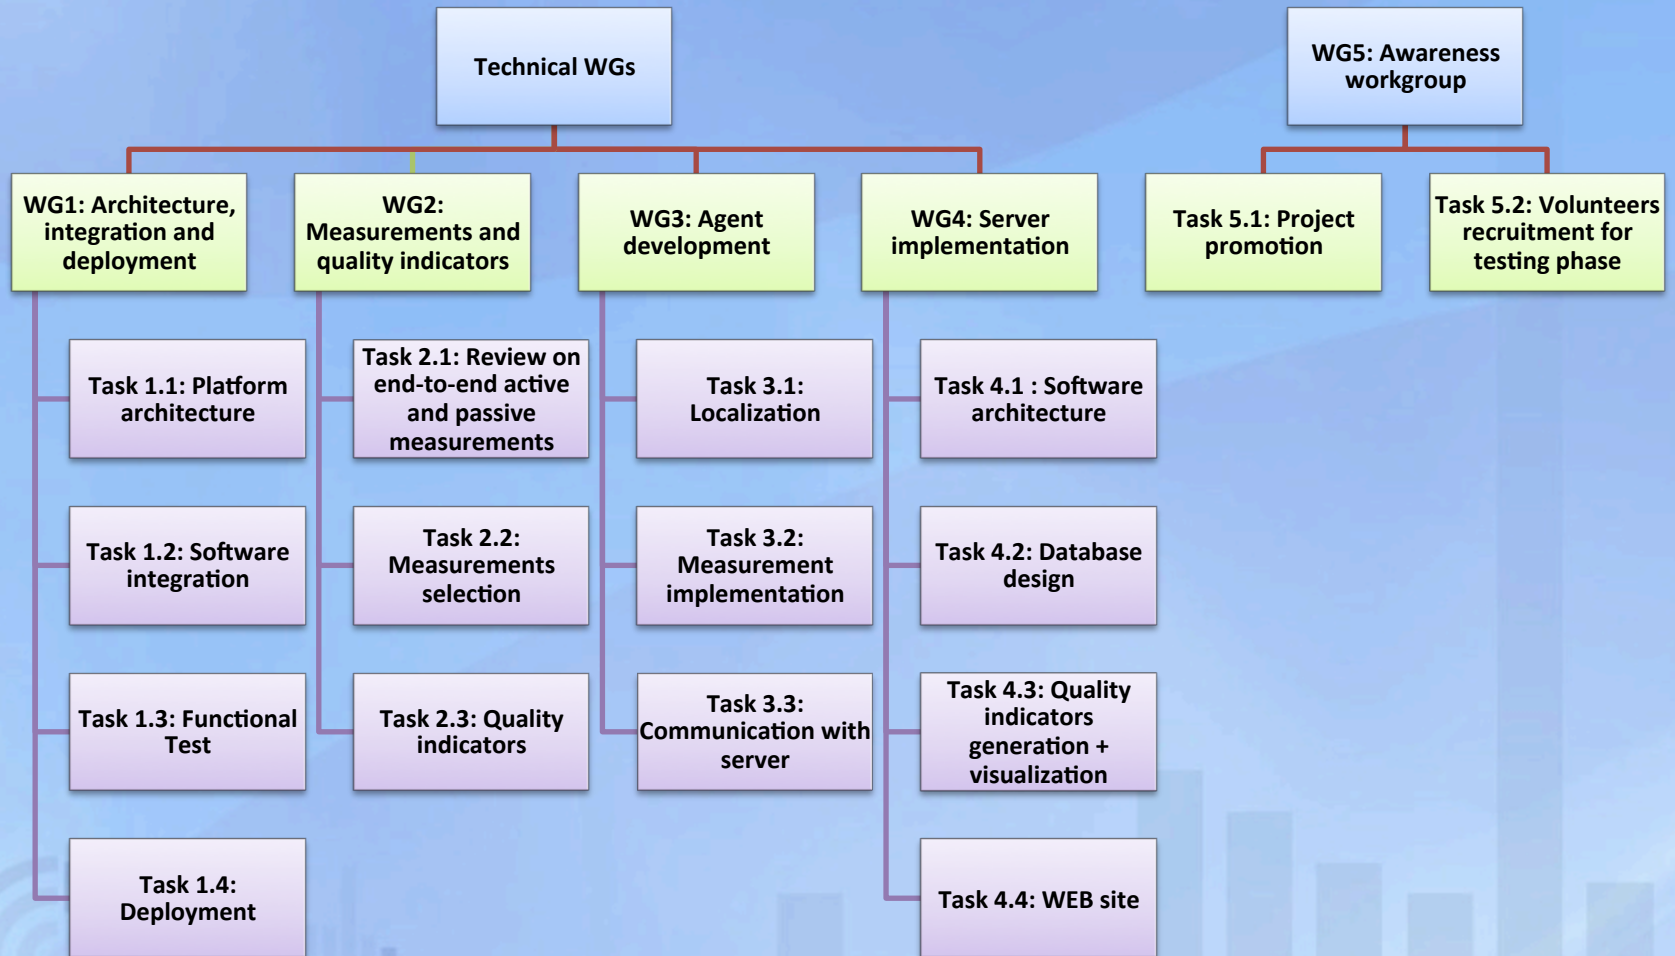 Technical WGs
WG5: Awareness
workgroup
WG1: Architecture,
integration and
deployment
WG2:
Measurements and
quality indicators
WG3: Agent
development
WG4: Server
implementation
Task 5.1: Project
promotion
Task 5.2: Volunteers
recruitment for
testing phase
Task 1.1: Platform
architecture
Task 2.1: Review on
end-to-end active
and passive
measurements
Task 3.1:
Localization
Task 4.1 : Software
architecture
Task 1.2: Software
integration
Task 2.2:
Measurements
selection
Task 3.2:
Measurement
implementation
Task 4.2: Database
design
Task 1.3: Functional
Test
Task 2.3: Quality
indicators
Task 3.3:
Communication with
server
Task 4.3: Quality
indicators
generation +
visualization
Task 1.4:
Deployment
Task 4.4: WEB site